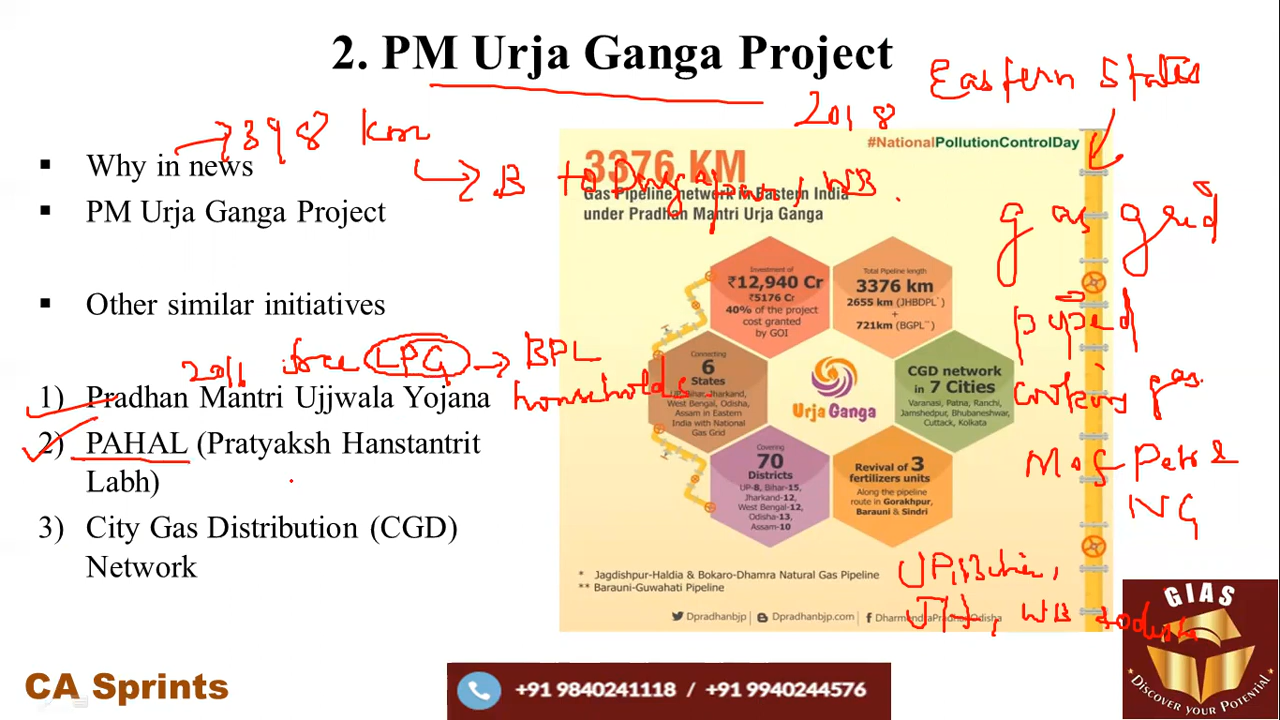 2. PM Urja Ganga Project
Eastern States
2018
348 km
B to Durgapur, WB.
▪ Why in news
▪ PM Urja Ganga Project
▪ Other similar initiatives
2016 free LPG → BPL
households.
1) Pradhan Mantri Ujjwala Yojana
2) PAHAL (Pratyaksh Hanstantrit
Labh)
3) City Gas Distribution (CGD)
Network
#NationalPollutionControlDay
3376 KM
Gas Pipeline network in Eastern India
under Pradhan Mantri Urja Ganga
Investment of
₹12,940 Cr
₹5176 Cr
40% of the project
cost granted
by GOI
Total Pipeline length
3376 km
2655 km (JHBDPL*)
+
721km (BGPL**)
Connecting
6
States
UP, Bihar, Jharkhand,
West Bengal, Odisha,
Assam in Eastern
India with National
Gas Grid
Urja Ganga
CGD network
in 7 Cities
Varanasi, Patna, Ranchi,
Jamshedpur, Bhubaneshwar,
Cuttack, Kolkata
Covering
70
Districts
UP-8, Bihar-15,
Jharkhand-12,
West Bengal-12,
Odisha-13,
Assam-10
Revival of 3
fertilizers units
Along the pipeline
route in Gorakhpur,
Barauni & Sindri
* Jagdishpur-Haldia & Bokaro-Dhamra Natural Gas Pipeline
** Barauni-Guwahati Pipeline
Dpradhanbjp
Dpradhanbjp.com
DharmendraPradhanOdisha
gas grid
piped
cooking gas.
M of Petro &
NG
UP, Bihar,
JH, WB Odisha
CA Sprints
+91 9840241118 / +91 9940244576
GIAS
DISCOVER YOUR POTENTIAL